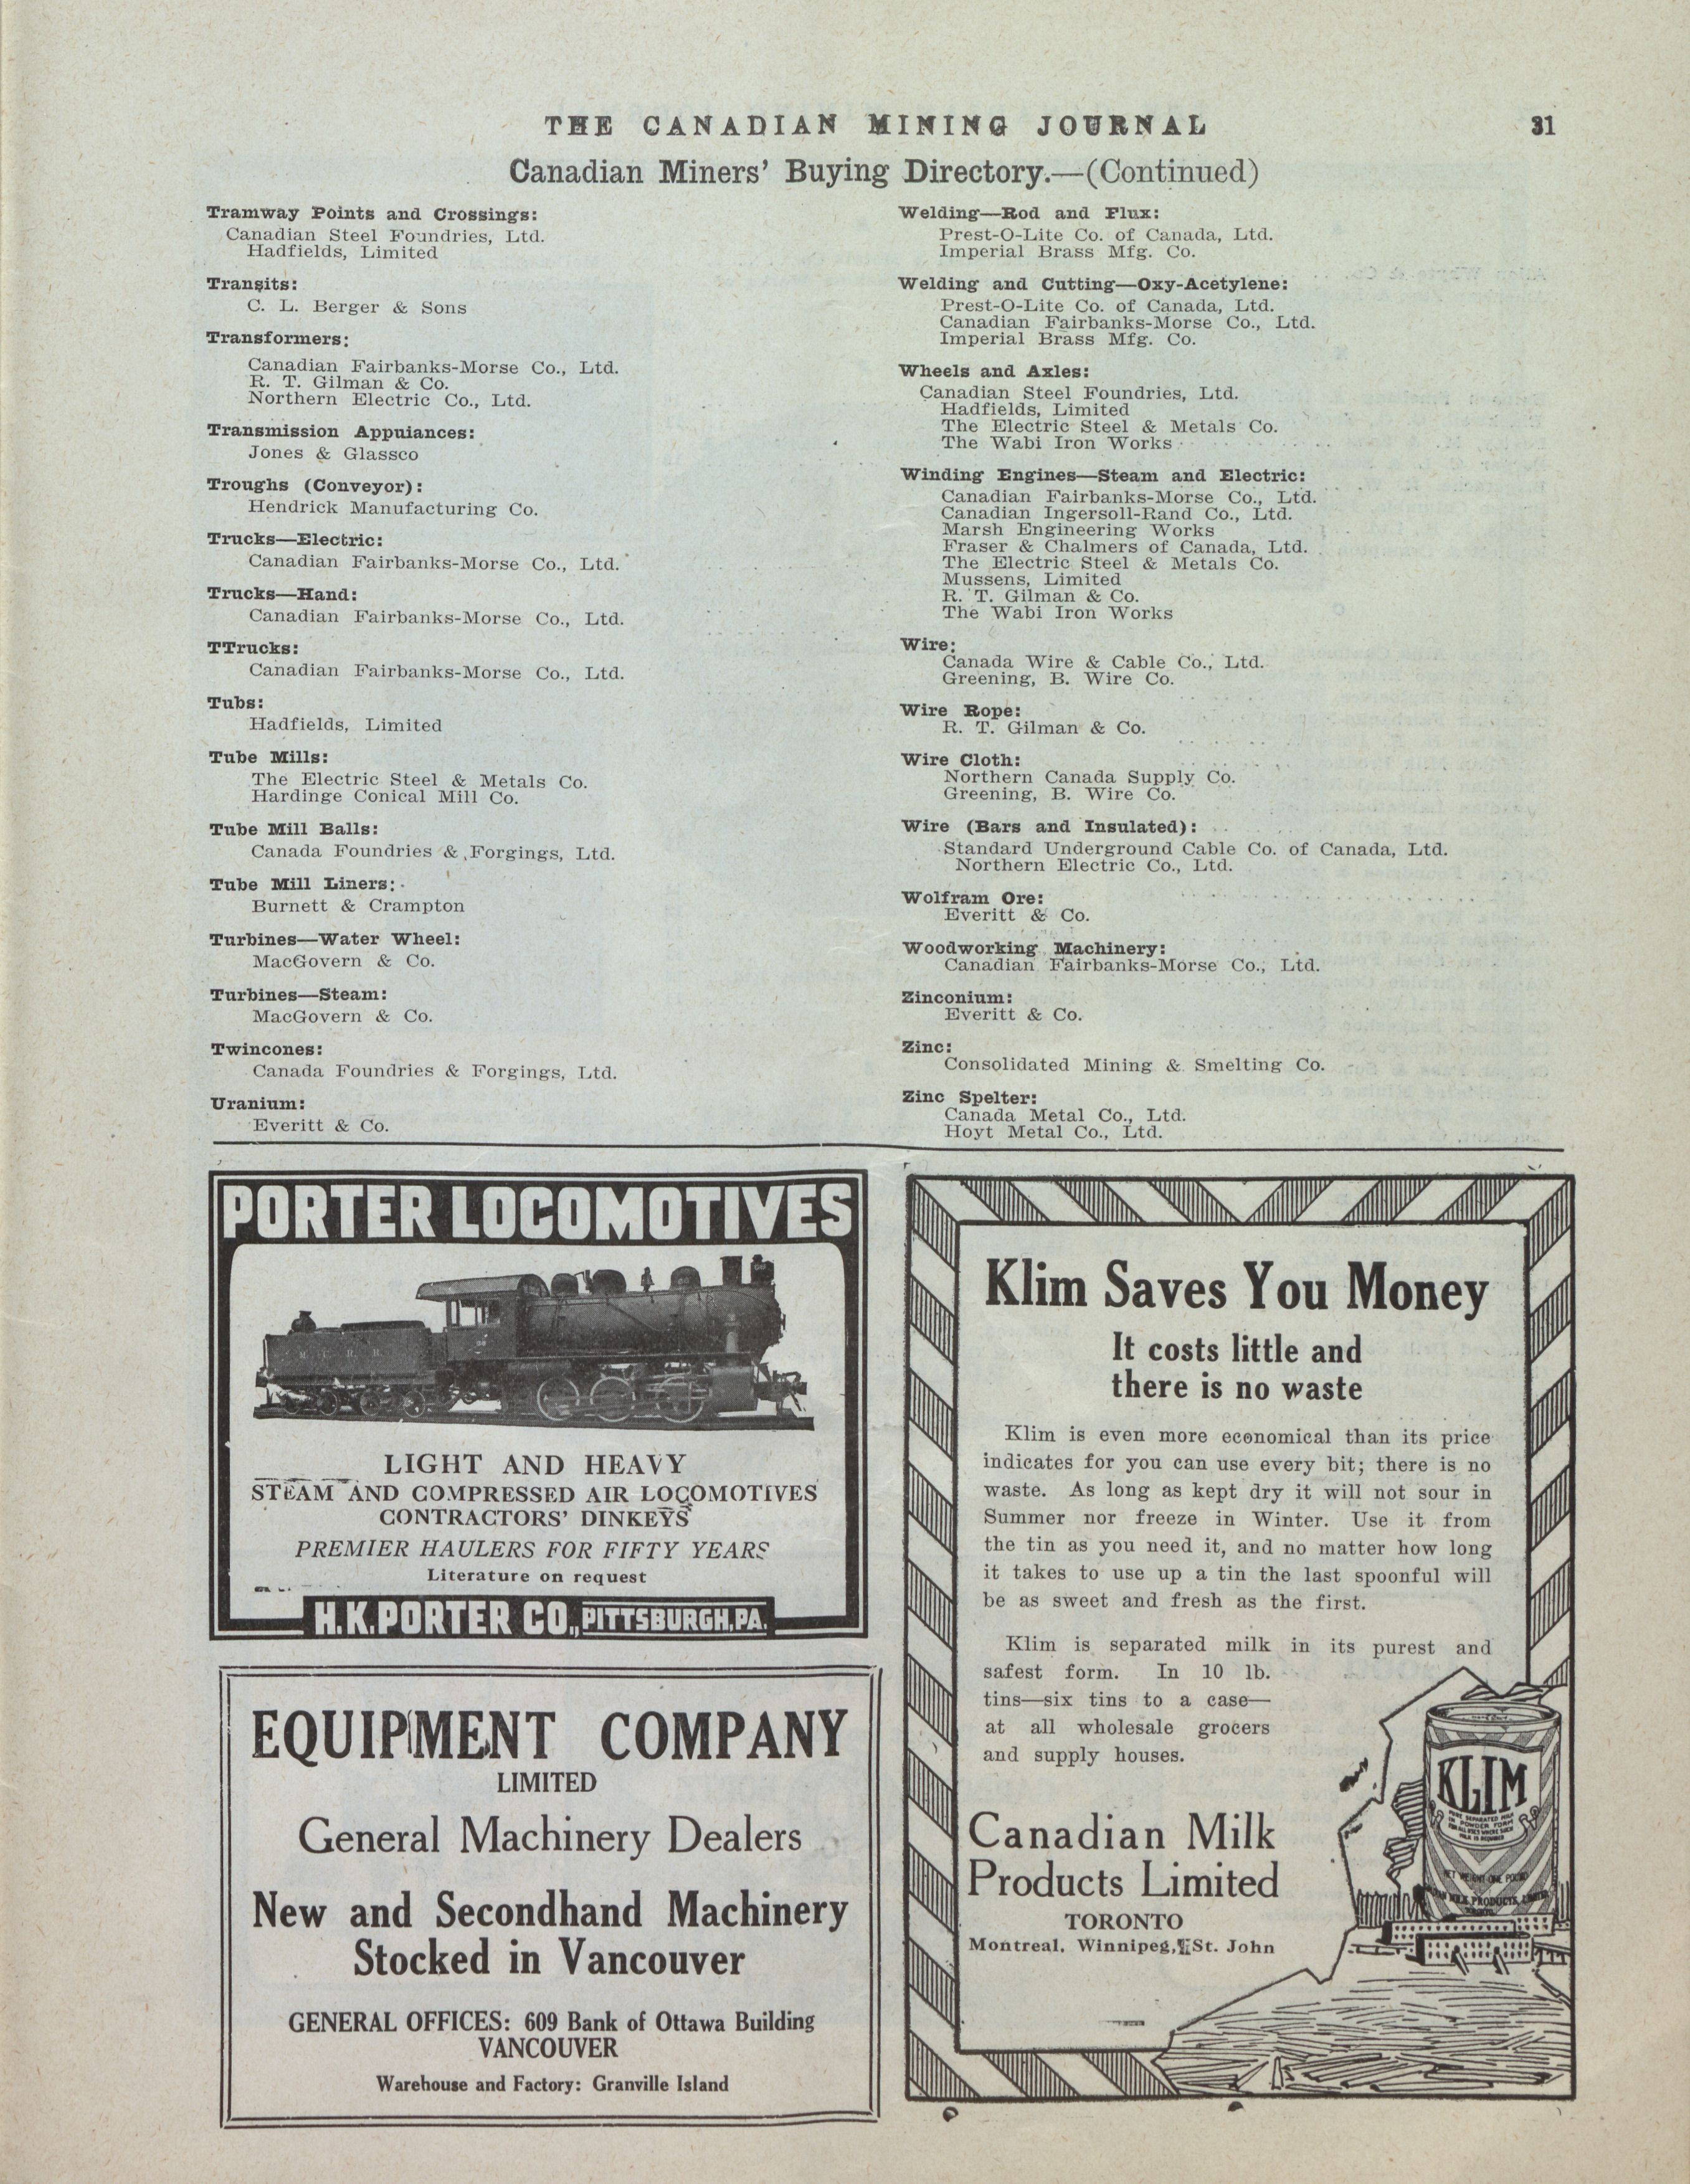 THE CANADIAN MINING JOURNAL
31
Canadian Miners' Buying Directory.—(Continued)
Tramway Points and Crossings:
Canadian Steel Foundries, Ltd.
Hadfields, Limited
Transits:
C. L. Berger & Sons
Transformers:
Canadian Fairbanks-Morse Co., Ltd.
R. T. Gilman & Co.
Northern Electric Co., Ltd.
Transmission Appuiances:
Jones & Glassco
Troughs (Conveyor):
Hendrick Manufacturing Co.
Trucks—Electric:
Canadian Fairbanks-Morse Co., Ltd.
Trucks—Hand:
Canadian Fairbanks-Morse Co., Ltd.
TTrucks:
Canadian Fairbanks-Morse Co., Ltd.
Tubs:
Hadfields, Limited
Tube Mills:
The Electric Steel & Metals Co.
Hardinge Conical Mill Co.
Tube Mill Balls:
Canada Foundries & Forgings, Ltd.
Tube Mill Liners:
Burnett & Crampton
Turbines—Water Wheel:
MacGovern & Co.
Turbines—Steam:
MacGovern & Co.
Twincones:
Canada Foundries & Forgings, Ltd.
Uranium:
Everitt & Co.
Welding—Rod and Flux:
Prest-O-Lite Co. of Canada, Ltd.
Imperial Brass Mfg. Co.
Welding and Cutting—Oxy-Acetylene:
Prest-O-Lite Co. of Canada, Ltd.
Canadian Fairbanks-Morse Co., Ltd.
Imperial Brass Mfg. Co.
Wheels and Axles:
Canadian Steel Foundries, Ltd.
Hadfields, Limited
The Electric Steel & Metals Co.
The Wabi Iron Works
Winding Engines—Steam and Electric:
Canadian Fairbanks-Morse Co., Ltd.
Canadian Ingersoll-Rand Co., Ltd.
Marsh Engineering Works
Fraser & Chalmers of Canada, Ltd.
The Electric Steel & Metals Co.
Mussens, Limited
R. T. Gilman & Co.
The Wabi Iron Works
Wire:
Canada Wire & Cable Co., Ltd.
Greening, B. Wire Co.
Wire Rope:
R. T. Gilman & Co.
Wire Cloth:
Northern Canada Supply Co.
Greening, B. Wire Co.
Wire (Bars and Insulated):
Standard Underground Cable Co. of Canada, Ltd.
Northern Electric Co., Ltd.
Wolfram Ore:
Everitt & Co.
Woodworking Machinery:
Canadian Fairbanks-Morse Co., Ltd.
Zinconium:
Everitt & Co.
Zinc:
Consolidated Mining & Smelting Co.
Zinc Spelter:
Canada Metal Co., Ltd.
Hoyt Metal Co., Ltd.
PORTER LOCOMOTIVES
LIGHT AND HEAVY
STEAM AND COMPRESSED AIR LOCOMOTIVES
CONTRACTORS' DINKEYS
PREMIER HAULERS FOR FIFTY YEARS
Literature on request
H.K. PORTER CO., PITTSBURGH, PA.
EQUIPMENT COMPANY
LIMITED
General Machinery Dealers
New and Secondhand Machinery
Stocked in Vancouver
GENERAL OFFICES: 609 Bank of Ottawa Building
VANCOUVER
Warehouse and Factory: Granville Island
Klim Saves You Money
It costs little and
there is no waste
Klim is even more economical than its price
indicates for you can use every bit; there is no
waste. As long as kept dry it will not sour in
Summer nor freeze in Winter. Use it from
the tin as you need it, and no matter how long
it takes to use up a tin the last spoonful will
be as sweet and fresh as the first.
Klim is separated milk in its purest and
safest form. In 10 lb.
tins—six tins to a case—
at all wholesale grocers
and supply houses.
Canadian Milk
Products Limited
TORONTO
Montreal, Winnipeg, St. John
KLIM
PURE SEPARATED MILK
IN POWDER FORM
NET WEIGHT ONE POUND
MILK PRODUCTS, LIMITED